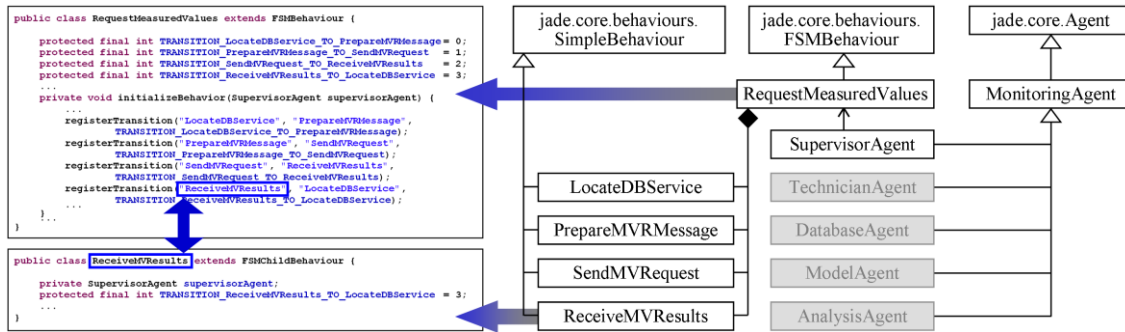 public class RequestMeasuredValues extends FSMBehaviour {
protected final int TRANSITION_LocateDBService_TO_PrepareMVRMessage= 0;
protected final int TRANSITION_PrepareMVRMessage_TO_SendMVRequest = 1;
protected final int TRANSITION_SendMVRequest_TO_ReceiveMVResults = 2;
protected final int TRANSITION_ReceiveMVResults_TO_LocateDBService = 3;
...
private void initializeBehavior(SupervisorAgent supervisorAgent) {
...
registerTransition("LocateDBService", "PrepareMVRMessage",
TRANSITION_LocateDBService_TO_PrepareMVRMessage);
registerTransition("PrepareMVRMessage", "SendMVRequest",
TRANSITION_PrepareMVRMessage_TO_SendMVRequest);
registerTransition("SendMVRequest", "ReceiveMVResults",
TRANSITION_SendMVRequest_TO_ReceiveMVResults);
registerTransition("ReceiveMVResults", "LocateDBService",
TRANSITION_ReceiveMVResults_TO_LocateDBService);
...
}
...
}
public class ReceiveMVResults extends FSMChildBehaviour {
private SupervisorAgent supervisorAgent;
protected final int TRANSITION_ReceiveMVResults_TO_LocateDBService = 3;
...
}
jade.core.behaviours.
SimpleBehaviour
jade.core.behaviours.
FSMBehaviour
jade.core.Agent
RequestMeasuredValues
MonitoringAgent
SupervisorAgent
LocateDBService
TechnicianAgent
PrepareMVRMessage
DatabaseAgent
SendMVRequest
ModelAgent
ReceiveMVResults
AnalysisAgent